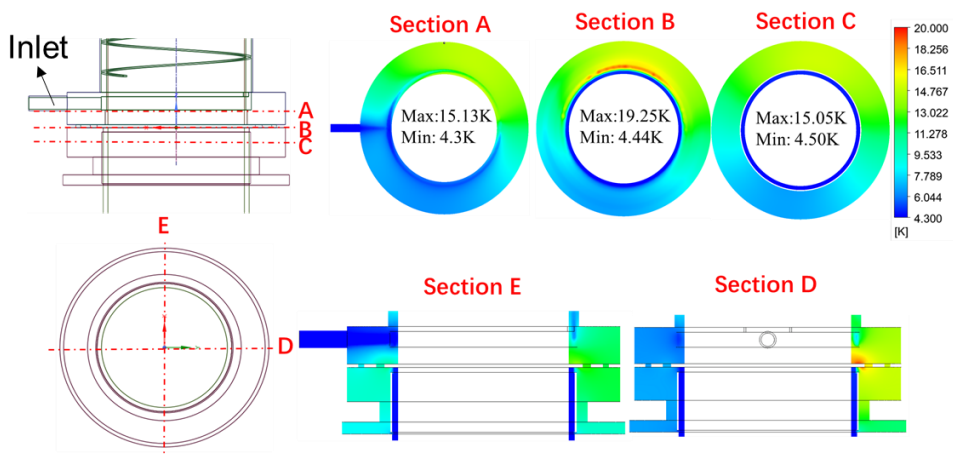 Inlet
A
B
C
Section A
Max:15.13K
Min: 4.3K
Section B
Max:19.25K
Min: 4.44K
Section C
Max:15.05K
Min: 4.50K
20.000
18.256
16.511
14.767
13.022
11.278
9.533
7.789
6.044
4.300
[K]
E
D
Section E
Section D